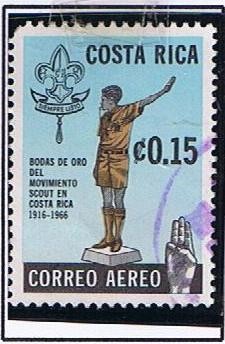 COSTA RICA
SIEMPRE LISTO
₡0.15
BODAS DE ORO
DEL
MOVIMIENTO
SCOUT EN
COSTA RICA
1916-1966
CORREO AEREO